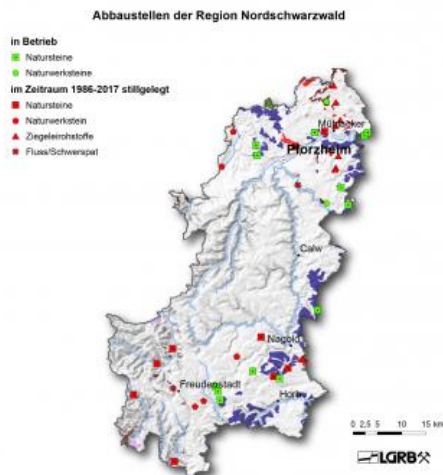 Abbaustellen der Region Nordschwarzwald
in Betrieb
Natursteine
Naturwerksteine
im Zeitraum 1986-2017 stillgelegt
Natursteine
Naturwerkstein
Ziegeleirohstoffe
Fluss/Schwerspat
Mühlacker
Pforzheim
Calw
Nagold
Freudenstadt
Horb
0 2,5 5 10 15 km
LGRB